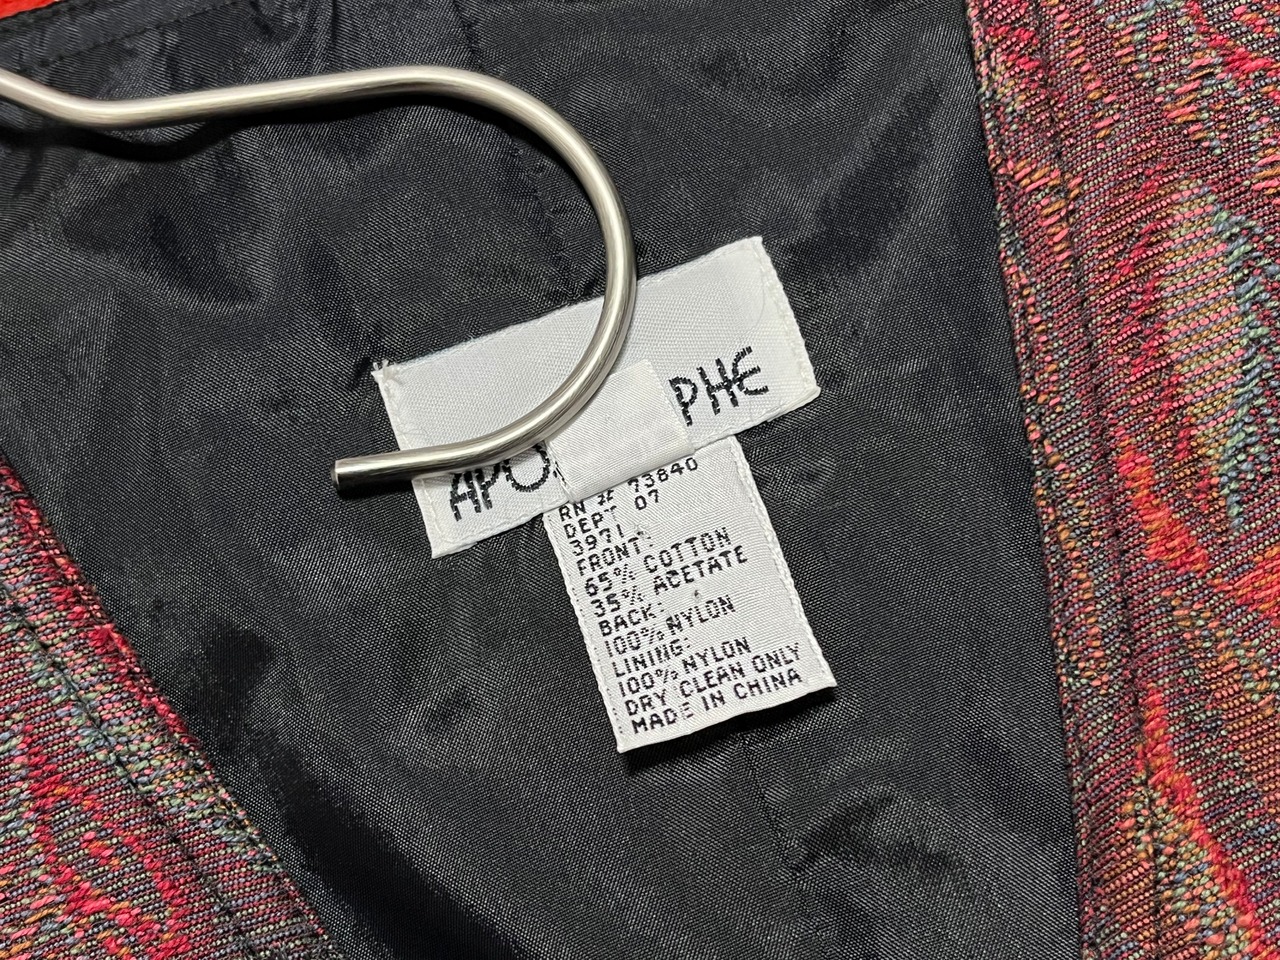 APO PHE
RN # 73840
DEPT 07
3971
FRONT:
65% COTTON
35% ACETATE
BACK:
100% NYLON
LINING:
100% NYLON
DRY CLEAN ONLY
MADE IN CHINA